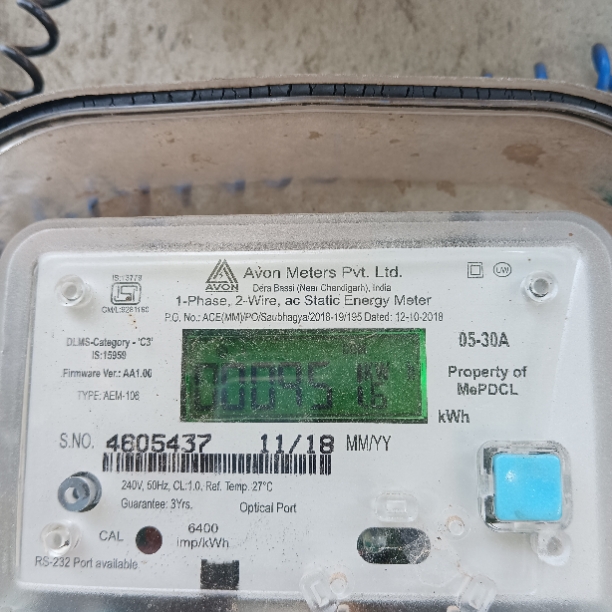 IS:13779
CM/L:9261160
AVON
Avon Meters Pvt. Ltd.
Dera Bassi (Near Chandigarh), India
1-Phase, 2-Wire, ac Static Energy Meter
P.O. No.: ACE(MM)/PO/Saubhagya/2018-19/195 Dated: 12-10-2018
DLMS-Category - 'C3'
IS:15959
Firmware Ver.: AA1.00
TYPE: AEM-106
05-30A
Property of
MePDCL
kWh
S.NO. 4605437 11/18 MM/YY
240V, 50Hz, CL:1.0, Ref. Temp. 27°C
Guarantee: 3Yrs.
Optical Port
CAL
6400
imp/kWh
RS-232 Port available